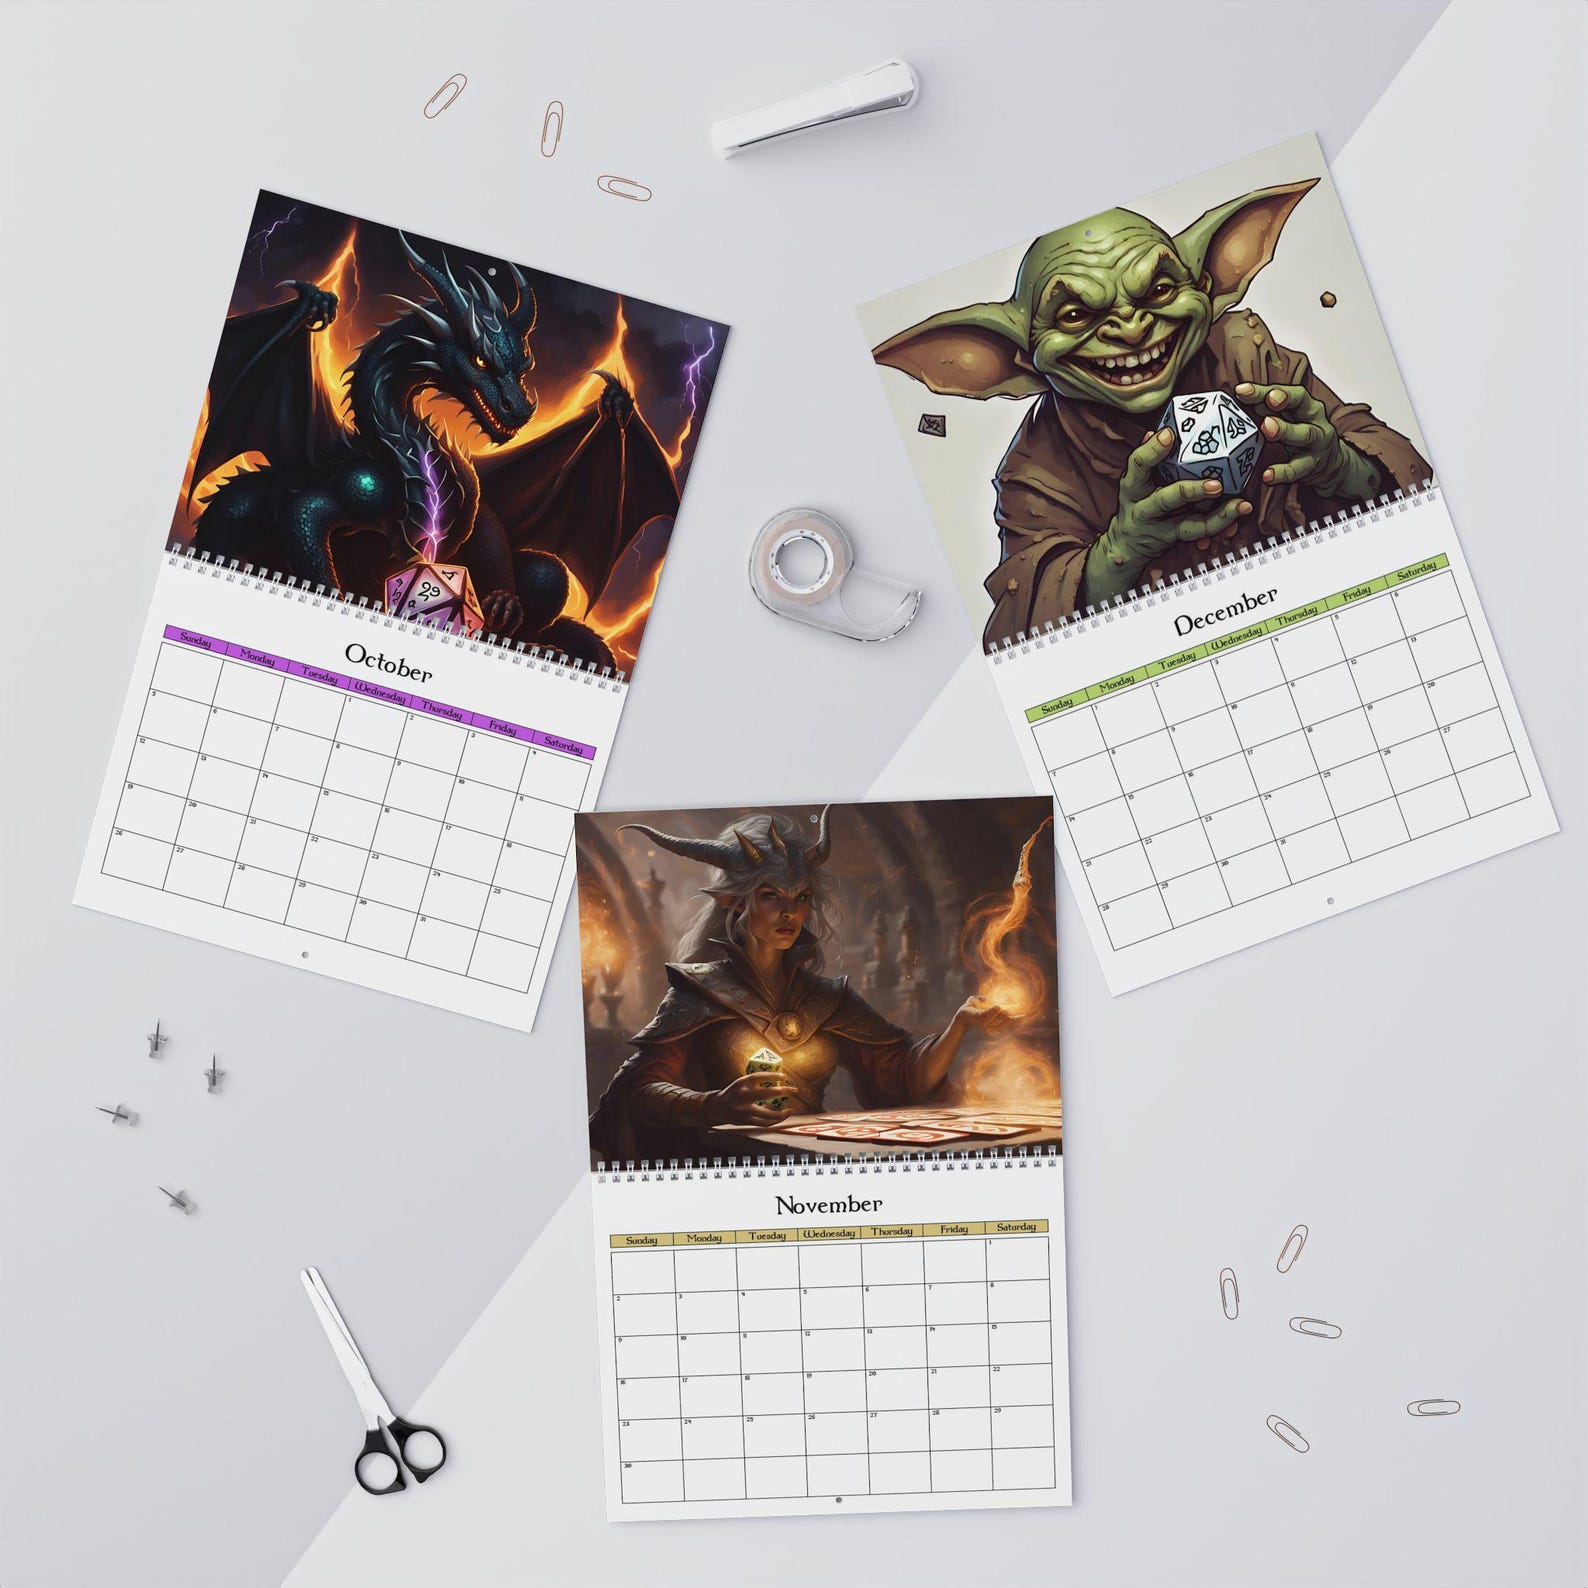 29
October
Sunday Monday Tuesday Wednesday Thursday Friday Saturday
1 2 3 4
5 6 7 8 9 10 11
12 13 14 15 16 17 18
19 20 21 22 23 24 25
26 27 28 29 30 31
December
Sunday Monday Tuesday Wednesday Thursday Friday Saturday
1 2 3 4 5 6
7 8 9 10 11 12 13
14 15 16 17 18 19 20
21 22 23 24 25 26 27
28 29 30 31
November
Sunday Monday Tuesday Wednesday Thursday Friday Saturday
1
2 3 4 5 6 7 8
9 10 11 12 13 14 15
16 17 18 19 20 21 22
23 24 25 26 27 28 29
30